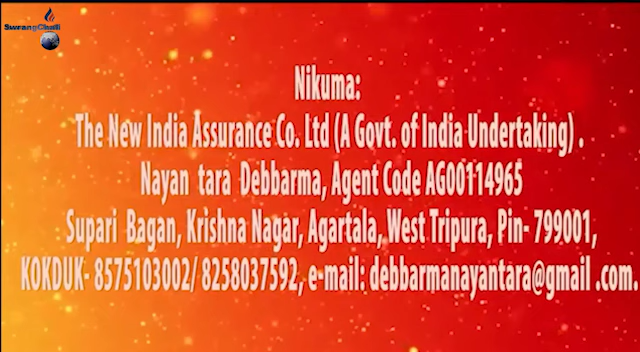 SwrangChati
Nikuma:
The New India Assurance Co. Ltd (A Govt. of India Undertaking) .
Nayan tara Debbarma, Agent Code AG00114965
Supari Bagan, Krishna Nagar, Agartala, West Tripura, Pin- 799001,
KOKDUK- 8575103002/ 8258037592, e-mail: debbarmanayantara@gmail .com.